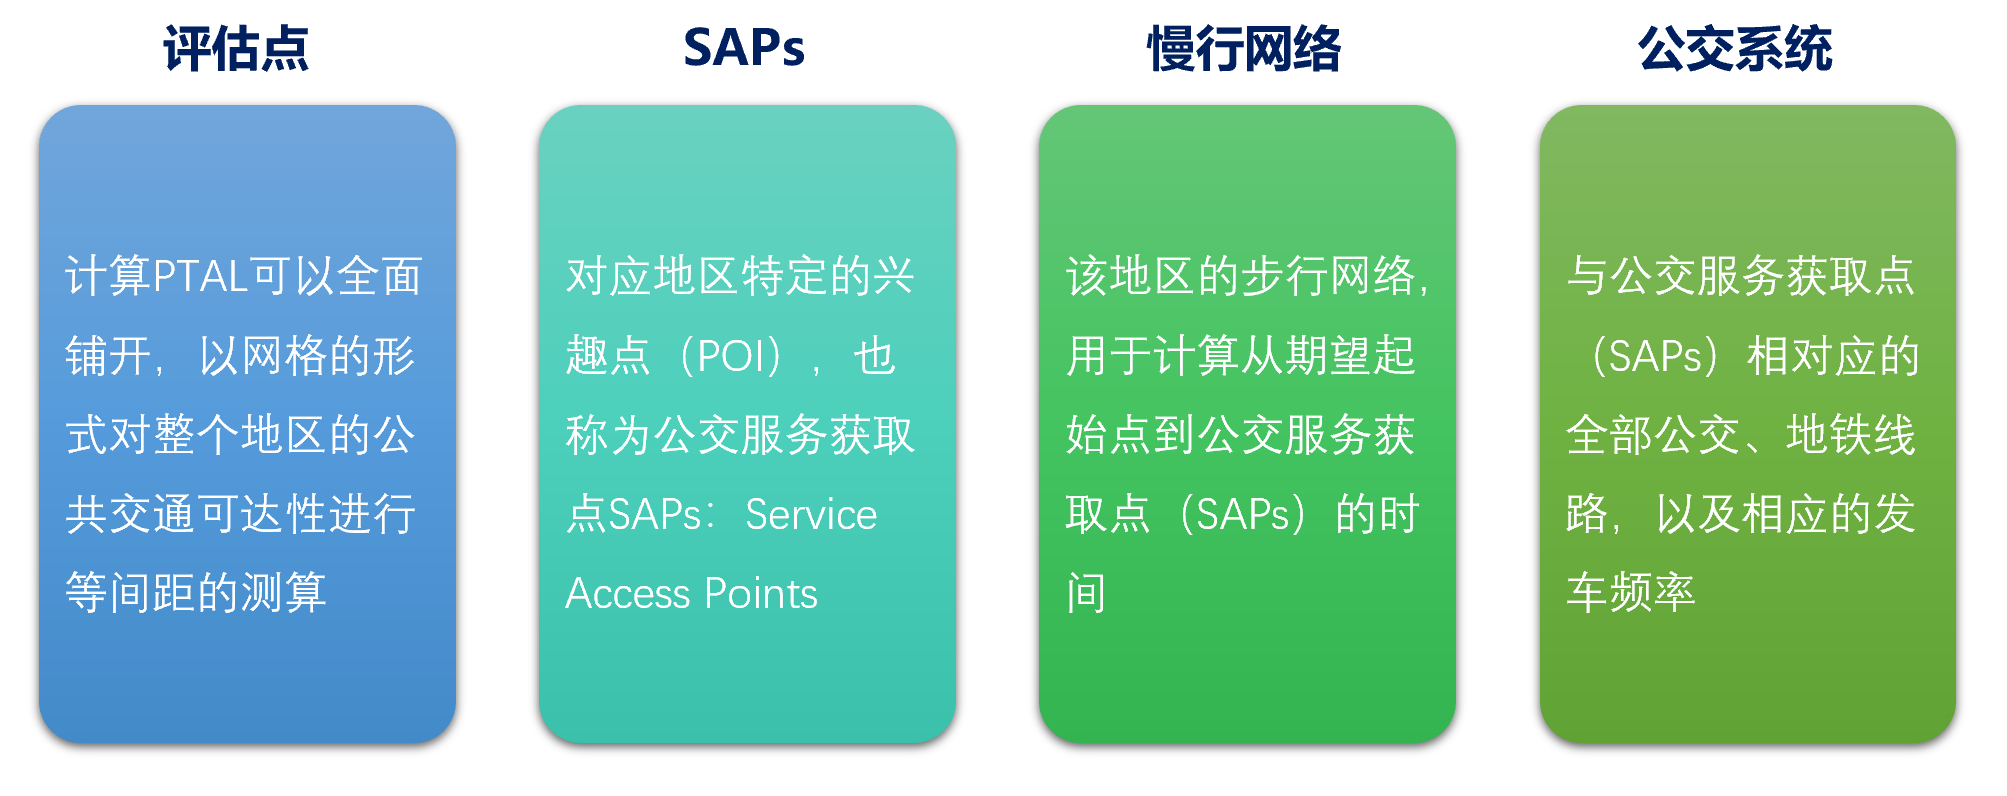 评估点
计算PTAL可以全面
铺开，以网格的形
式对整个地区的公
共交通可达性进行
等间距的测算
SAPs
对应地区特定的兴
趣点（POI），也
称为公交服务获取
点SAPs：Service
Access Points
慢行网络
该地区的步行网络，
用于计算从期望起
始点到公交服务获
取点（SAPs）的时
间
公交系统
与公交服务获取点
（SAPs）相对应的
全部公交、地铁线
路，以及相应的发
车频率